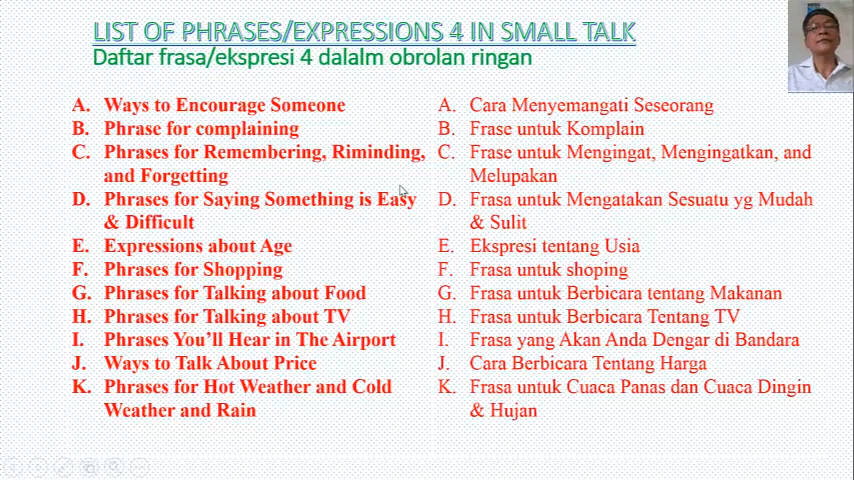 LIST OF PHRASES/EXPRESSIONS 4 IN SMALL TALK
Daftar frasa/ekspresi 4 dalalm obrolan ringan
A. Ways to Encourage Someone
B. Phrase for complaining
C. Phrases for Remembering, Riminding,
and Forgetting
D. Phrases for Saying Something is Easy
& Difficult
E. Expressions about Age
F. Phrases for Shopping
G. Phrases for Talking about Food
H. Phrases for Talking about TV
I. Phrases You’ll Hear in The Airport
J. Ways to Talk About Price
K. Phrases for Hot Weather and Cold
Weather and Rain
A. Cara Menyemangati Seseorang
B. Frase untuk Komplain
C. Frase untuk Mengingat, Mengingatkan, and
Melupakan
D. Frasa untuk Mengatakan Sesuatu yg Mudah
& Sulit
E. Ekspresi tentang Usia
F. Frasa untuk shoping
G. Frasa untuk Berbicara tentang Makanan
H. Frasa untuk Berbicara Tentang TV
I. Frasa yang Akan Anda Dengar di Bandara
J. Cara Berbicara Tentang Harga
K. Frasa untuk Cuaca Panas dan Cuaca Dingin
& Hujan